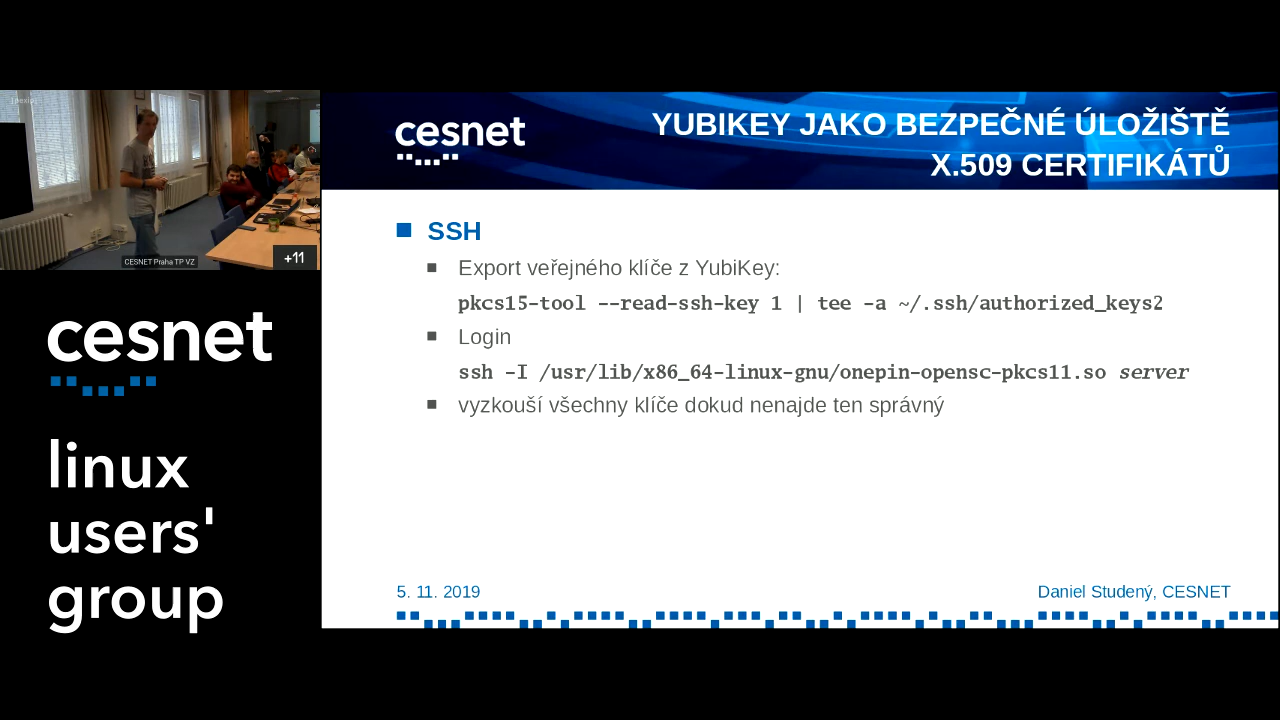 CESNET Praha TP VZ
+11
cesnet
linux
users'
group
cesnet
YUBIKEY JAKO BEZPEČNÉ ÚLOŽIŠTĚ
X.509 CERTIFIKÁTŮ
SSH
Export veřejného klíče z YubiKey:
pkcs15-tool --read-ssh-key 1 | tee -a ~/.ssh/authorized_keys2
Login
ssh -I /usr/lib/x86_64-linux-gnu/onepin-opensc-pkcs11.so server
vyzkouší všechny klíče dokud nenajde ten správný
5. 11. 2019
Daniel Studený, CESNET